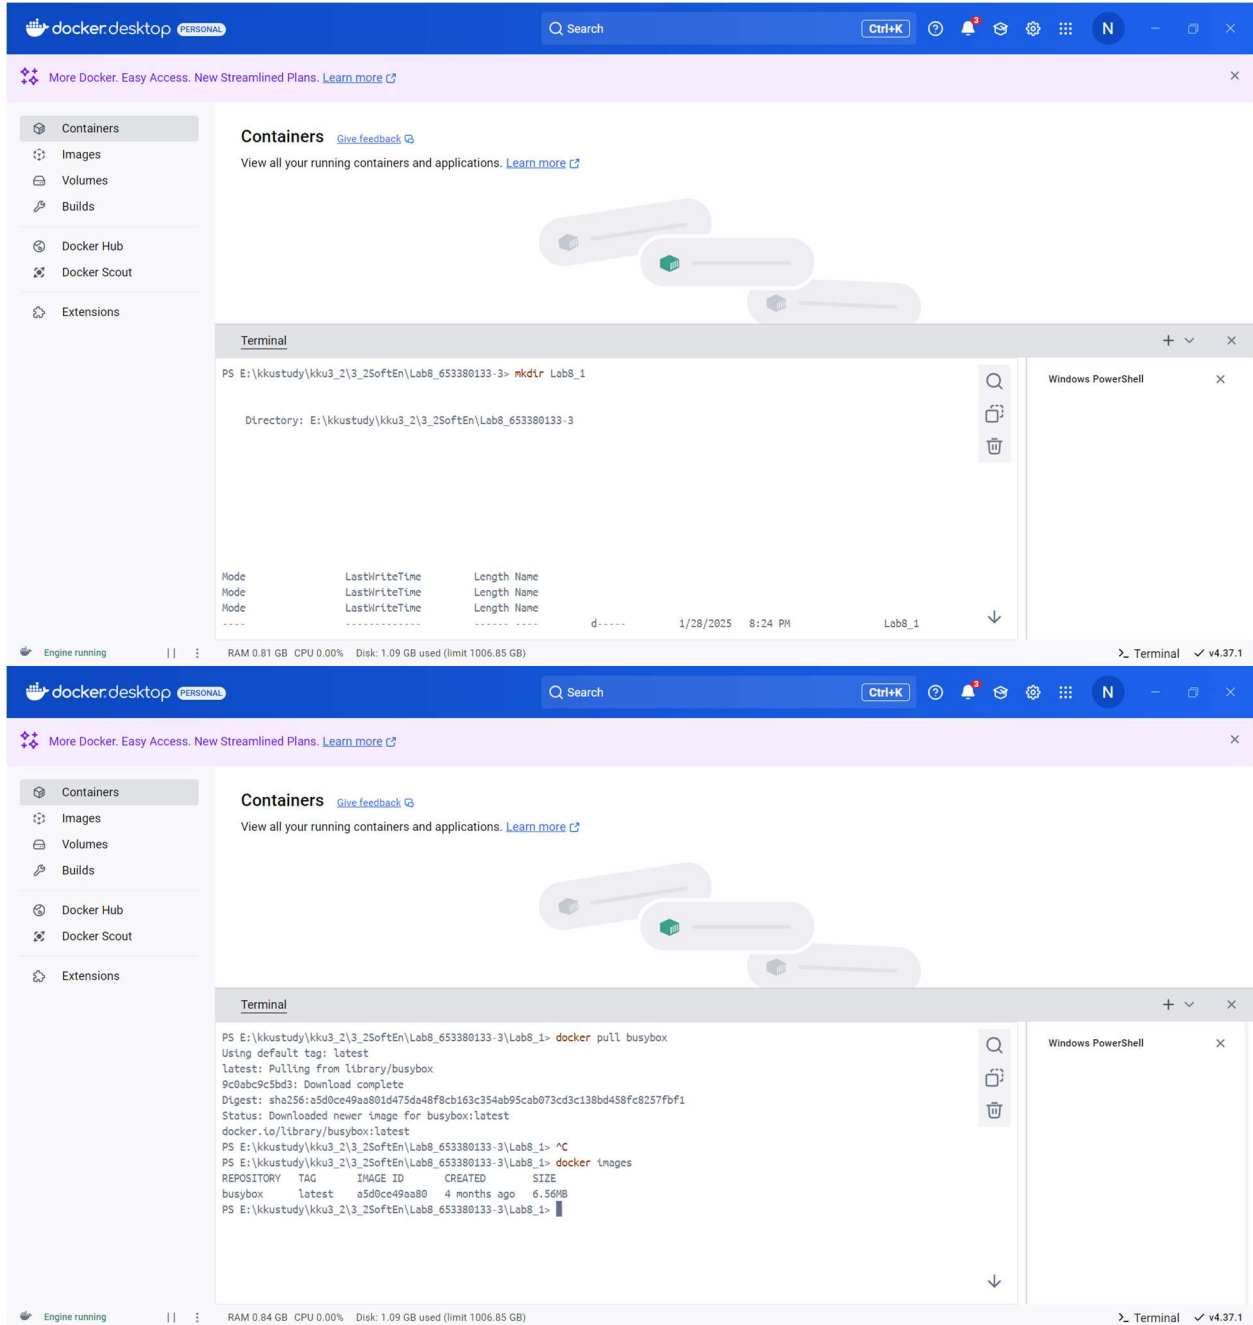 docker.desktop PERSONAL Search Ctrl+K 3 N
More Docker. Easy Access. New Streamlined Plans. Learn more
Containers
Images
Volumes
Builds
Docker Hub
Docker Scout
Extensions
Containers Give feedback
View all your running containers and applications. Learn more
Terminal
PS E:\kkustudy\kku3_2\3_2SoftEn\Lab8_653380133-3> mkdir Lab8_1
Directory: E:\kkustudy\kku3_2\3_2SoftEn\Lab8_653380133-3
Mode LastWriteTime Length Name
Mode LastWriteTime Length Name
Mode LastWriteTime Length Name
---- ------------- ------ ---- d----- 1/28/2025 8:24 PM Lab8_1
Windows PowerShell
Engine running RAM 0.81 GB CPU 0.00% Disk: 1.09 GB used (limit 1006.85 GB) >_ Terminal v4.37.1
docker.desktop PERSONAL Search Ctrl+K 3 N
More Docker. Easy Access. New Streamlined Plans. Learn more
Containers
Images
Volumes
Builds
Docker Hub
Docker Scout
Extensions
Containers Give feedback
View all your running containers and applications. Learn more
Terminal
PS E:\kkustudy\kku3_2\3_2SoftEn\Lab8_653380133-3\Lab8_1> docker pull busybox
Using default tag: latest
latest: Pulling from library/busybox
9c0abc9c5bd3: Download complete
Digest: sha256:a5d0ce49aa801d475da48f8cb163c354ab95cab073cd3c138bd458fc8257fbf1
Status: Downloaded newer image for busybox:latest
docker.io/library/busybox:latest
PS E:\kkustudy\kku3_2\3_2SoftEn\Lab8_653380133-3\Lab8_1> ^C
PS E:\kkustudy\kku3_2\3_2SoftEn\Lab8_653380133-3\Lab8_1> docker images
REPOSITORY TAG IMAGE ID CREATED SIZE
busybox latest a5d0ce49aa80 4 months ago 6.56MB
PS E:\kkustudy\kku3_2\3_2SoftEn\Lab8_653380133-3\Lab8_1>
Windows PowerShell
Engine running RAM 0.84 GB CPU 0.00% Disk: 1.09 GB used (limit 1006.85 GB) >_ Terminal v4.37.1